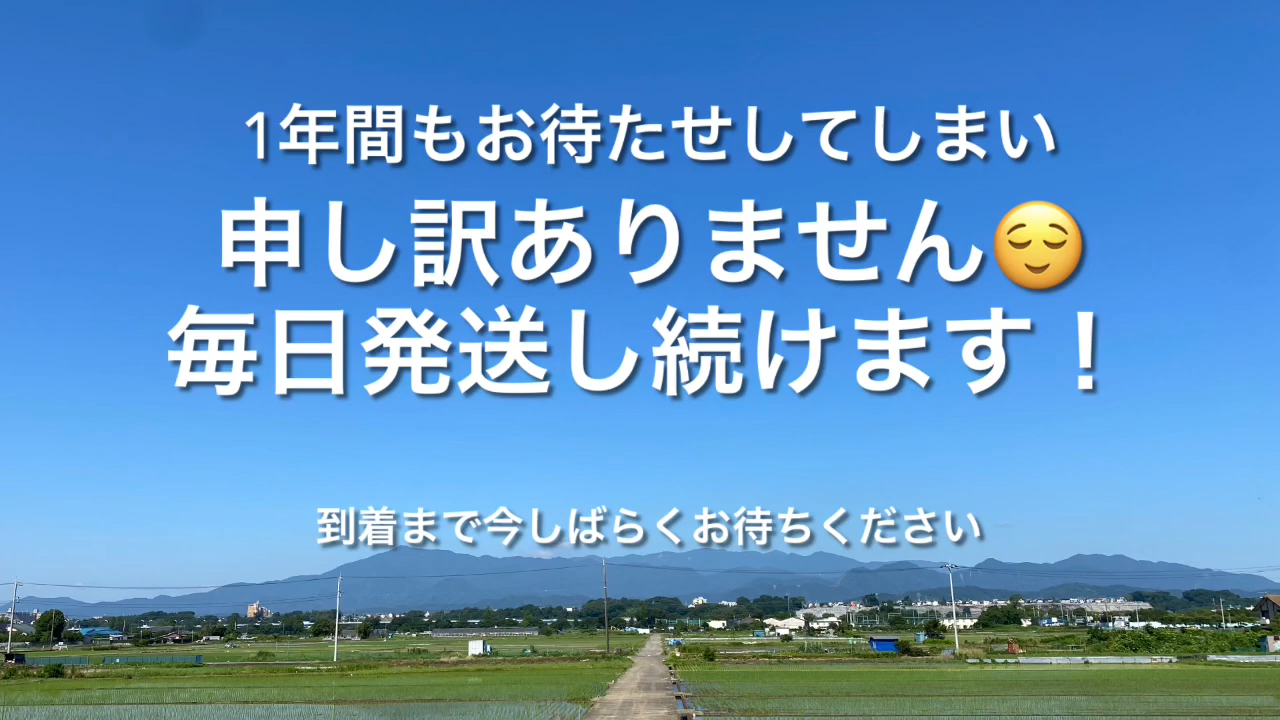 1年間もお待たせしてしまい
申し訳ありません😌
毎日発送し続けます！
到着まで今しばらくお待ちください